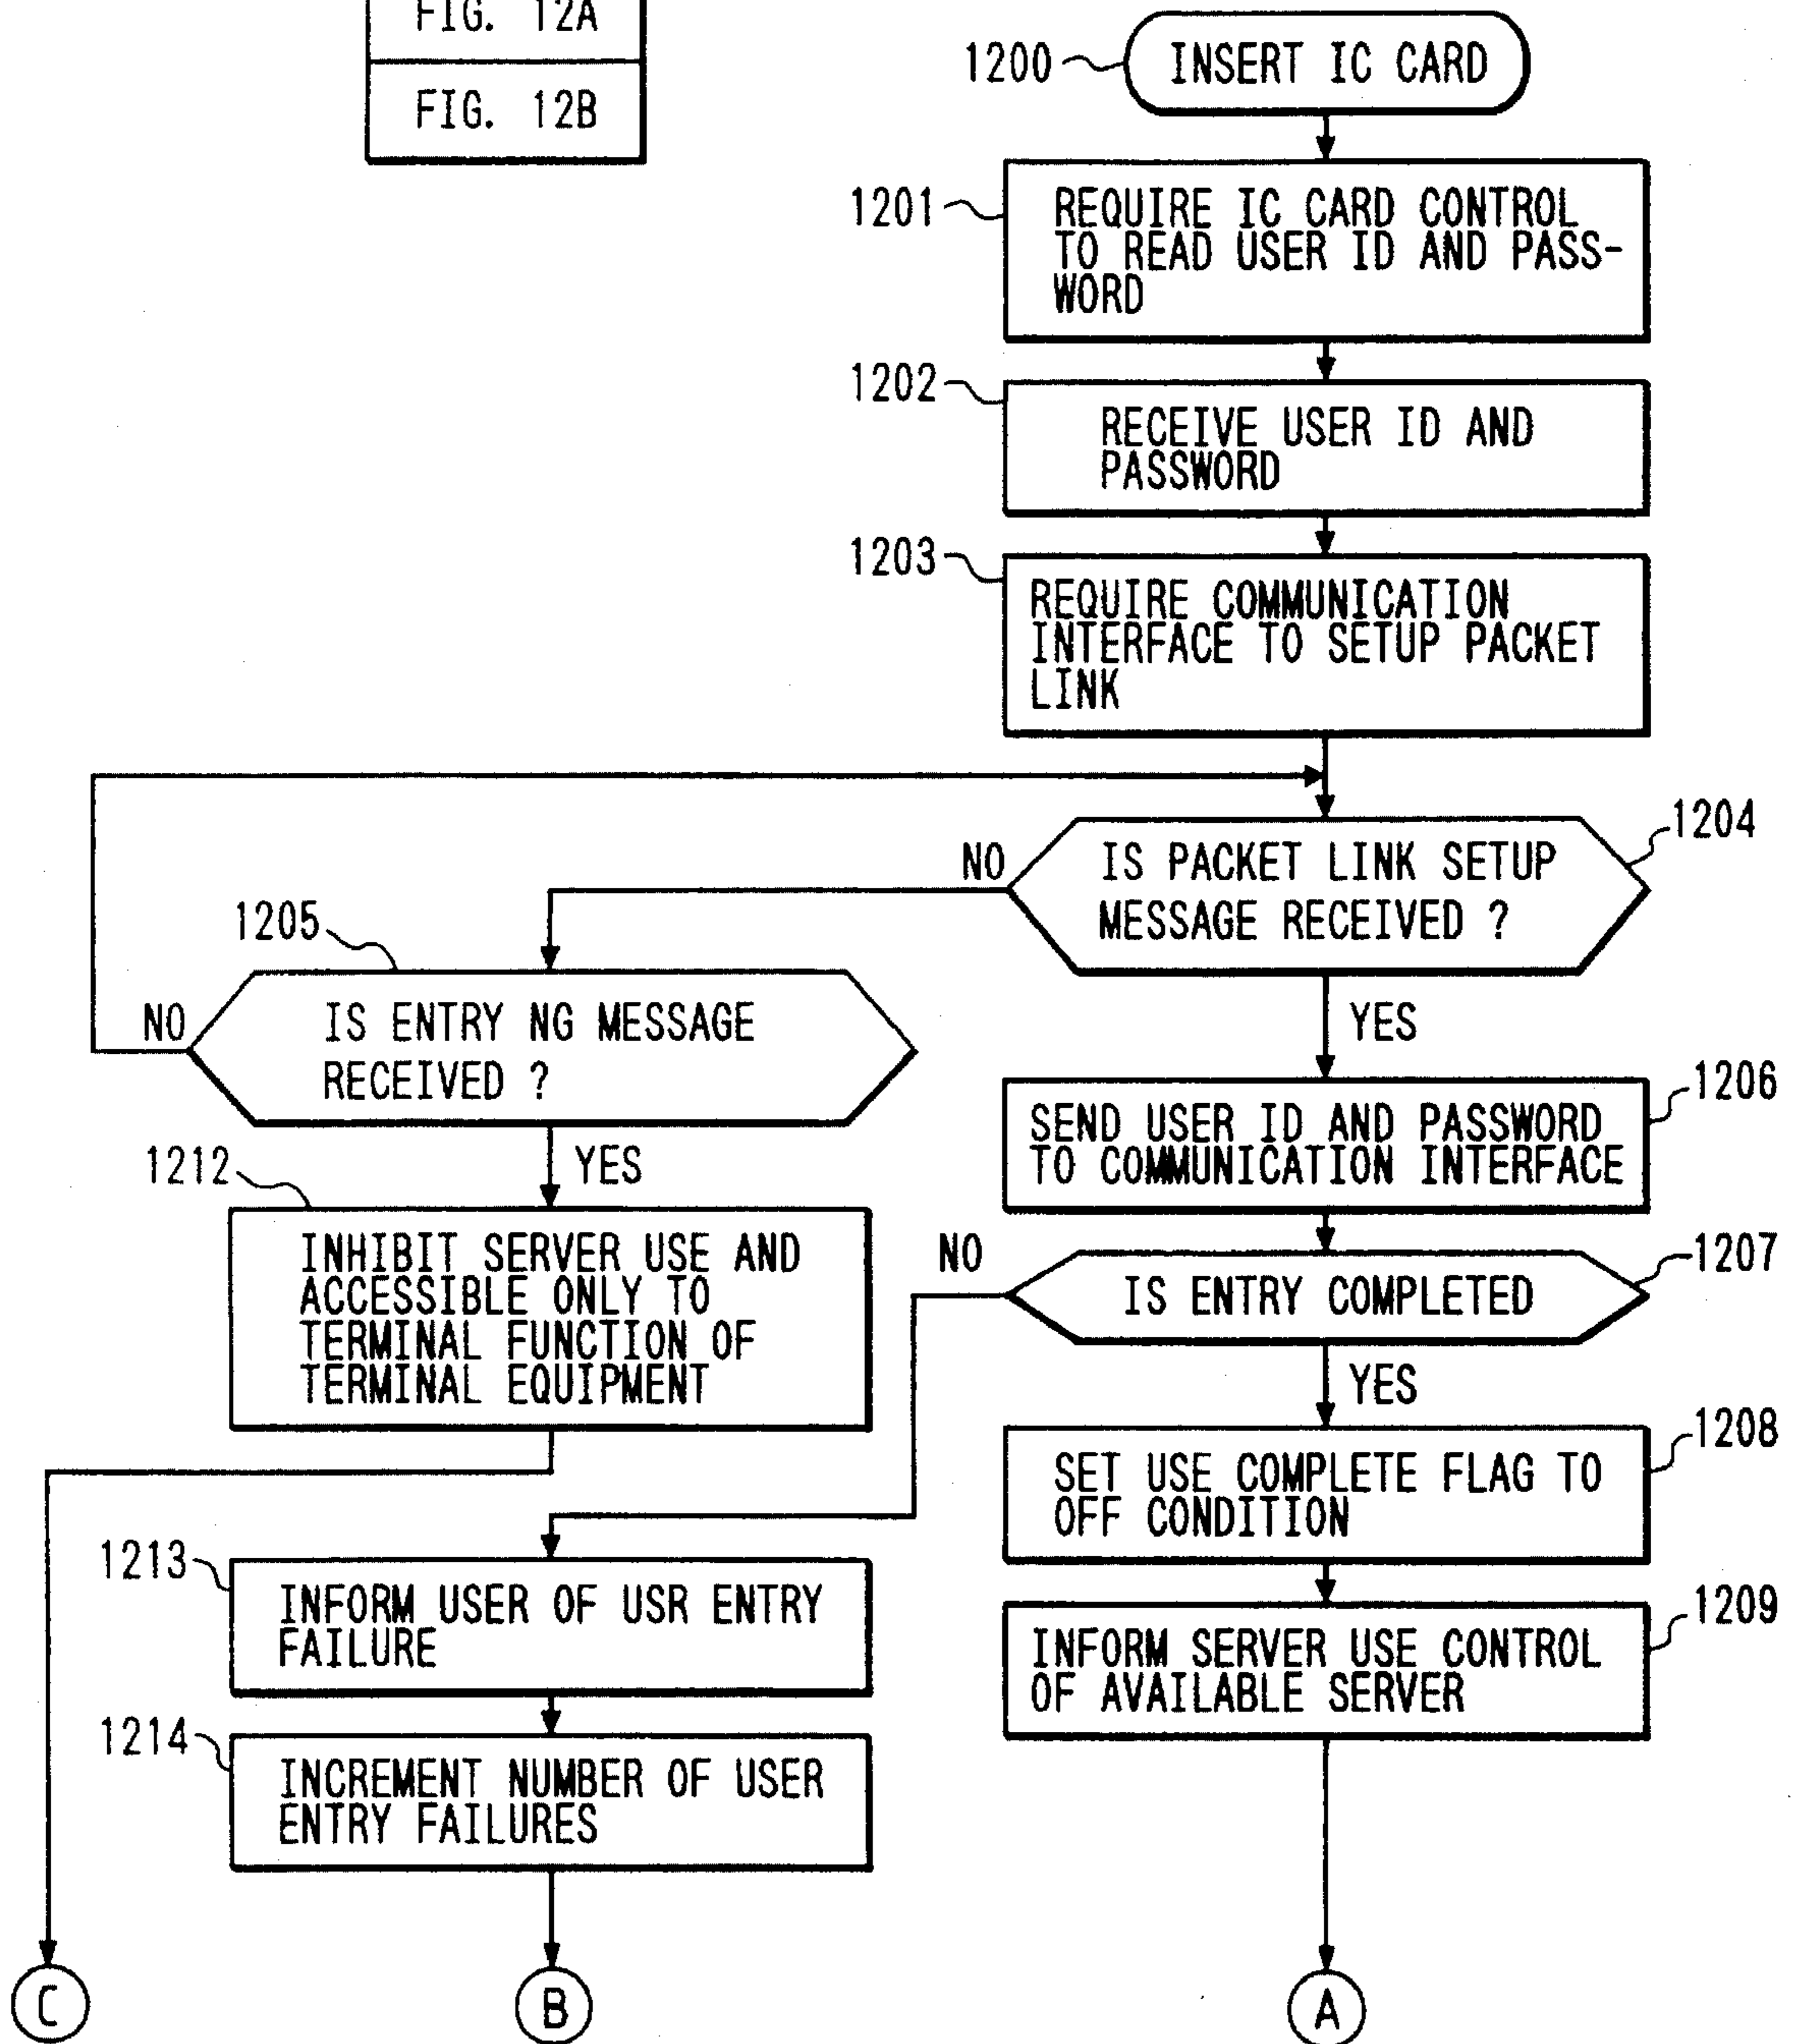 FIG. 12A
FIG. 12B
1200
INSERT IC CARD
1201
REQUIRE IC CARD CONTROL
TO READ USER ID AND PASS-
WORD
1202
RECEIVE USER ID AND
PASSWORD
1203
REQUIRE COMMUNICATION
INTERFACE TO SETUP PACKET
LINK
1204
NO
IS PACKET LINK SETUP
MESSAGE RECEIVED ?
YES
1205
NO
IS ENTRY NG MESSAGE
RECEIVED ?
YES
1206
SEND USER ID AND PASSWORD
TO COMMUNICATION INTERFACE
1212
INHIBIT SERVER USE AND
ACCESSIBLE ONLY TO
TERMINAL FUNCTION OF
TERMINAL EQUIPMENT
NO
1207
IS ENTRY COMPLETED
YES
1208
SET USE COMPLETE FLAG TO
OFF CONDITION
1213
INFORM USER OF USR ENTRY
FAILURE
1209
INFORM SERVER USE CONTROL
OF AVAILABLE SERVER
1214
INCREMENT NUMBER OF USER
ENTRY FAILURES
C
B
A